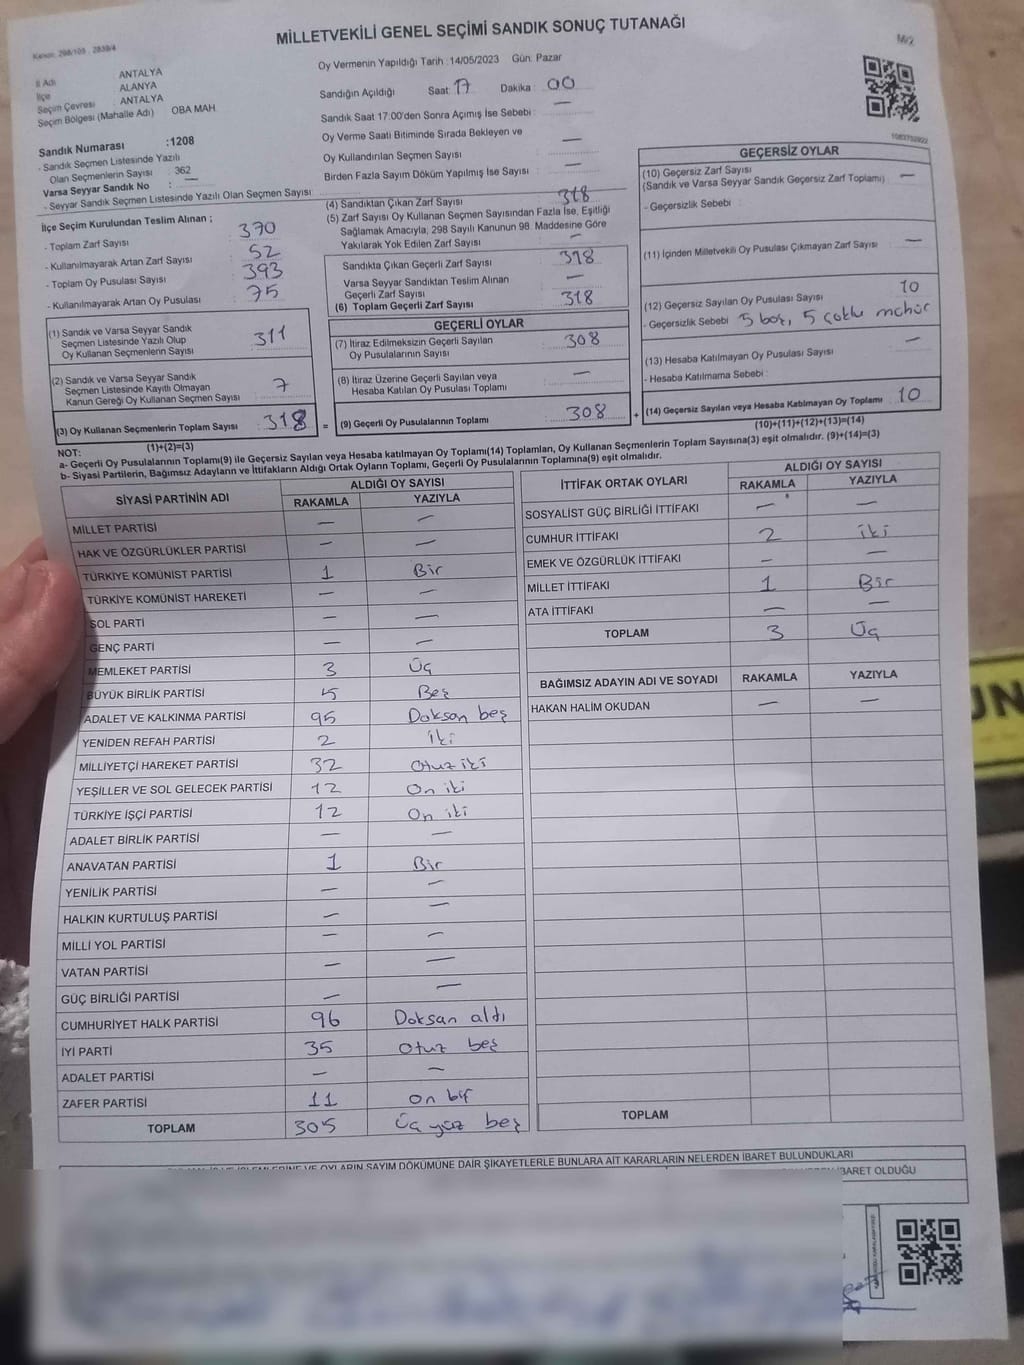 MİLLETVEKİLİ GENEL SEÇİMİ SANDIK SONUÇ TUTANAĞI
M/2
İl Adı : ANTALYA
İlçe : ALANYA
Seçim Çevresi : ANTALYA
Seçim Bölgesi (Mahalle Adı) OBA MAH.
Sandık Numarası :1208
- Sandık Seçmen Listesinde Yazılı
Olan Seçmenlerin Sayısı : 362
Varsa Seyyar Sandık No : —
- Seyyar Sandık Seçmen Listesinde Yazılı Olan Seçmen Sayısı
Oy Vermenin Yapıldığı Tarih :14/05/2023 Gün: Pazar
Sandığın Açıldığı Saat: 17 Dakika : 00
Sandık Saat 17:00'den Sonra Açımış İse Sebebi : —
Oy Verme Saati Bitiminde Sırada Bekleyen ve
Oy Kullandırılan Seçmen Sayısı : —
Birden Fazla Sayım Döküm Yapılmış İse Sayısı : —
İlçe Seçim Kurulundan Teslim Alınan ;
- Toplam Zarf Sayısı : 370
- Kullanılmayarak Artan Zarf Sayısı : 52
- Toplam Oy Pusulası Sayısı : 393
- Kullanılmayarak Artan Oy Pusulası : 75
(1) Sandık ve Varsa Seyyar Sandık
Seçmen Listesinde Yazılı Olup
Oy Kullanan Seçmenlerin Sayısı : 311
(2) Sandık ve Varsa Seyyar Sandık
Seçmen Listesinde Kayıtlı Olmayan
Kanun Gereği Oy Kullanan Seçmen Sayısı : 7
(3) Oy Kullanan Seçmenlerin Toplam Sayısı : 318
(1)+(2)=(3)
(4) Sandıktan Çıkan Zarf Sayısı : 318
(5) Zarf Sayısı Oy Kullanan Seçmen Sayısından Fazla İse, Eşitliği
Sağlamak Amacıyla; 298 Sayılı Kanunun 98. Maddesine Göre
Yakılarak Yok Edilen Zarf Sayısı : —
Sandıkta Çıkan Geçerli Zarf Sayısı : 318
Varsa Seyyar Sandıktan Teslim Alınan
Geçerli Zarf Sayısı : —
(6) Toplam Geçerli Zarf Sayısı : 318
GEÇERLİ OYLAR
(7) İtiraz Edilmeksizin Geçerli Sayılan
Oy Pusulalarının Sayısı : 308
(8) İtiraz Üzerine Geçerli Sayılan veya
Hesaba Katılan Oy Pusulası Toplamı : —
= (9) Geçerli Oy Pusulalarının Toplamı : 308 +
GEÇERSİZ OYLAR
(10) Geçersiz Zarf Sayısı
(Sandık ve Varsa Seyyar Sandık Geçersiz Zarf Toplamı) : —
- Geçersizlik Sebebi :
(11) İçinden Milletvekili Oy Pusulası Çıkmayan Zarf Sayısı : —
(12) Geçersiz Sayılan Oy Pusulası Sayısı : 10
- Geçersizlik Sebebi : 5 boş, 5 çoklu mühür
(13) Hesaba Katılmayan Oy Pusulası Sayısı : —
- Hesaba Katılmama Sebebi :
(14) Geçersiz Sayılan veya Hesaba Katılmayan Oy Toplamı : 10
(10)+(11)+(12)+(13)=(14)
NOT:
a- Geçerli Oy Pusulalarının Toplamı(9) ile Geçersiz Sayılan veya Hesaba katılmayan Oy Toplamı(14) Toplamları, Oy Kullanan Seçmenlerin Toplam Sayısına(3) eşit olmalıdır. (9)+(14)=(3)
b- Siyasi Partilerin, Bağımsız Adayların ve İttifakların Aldığı Ortak Oyların Toplamı, Geçerli Oy Pusulalarının Toplamına(9) eşit olmalıdır.
SİYASİ PARTİNİN ADI ALDIĞI OY SAYISI
RAKAMLA YAZIYLA
MİLLET PARTİSİ — —
HAK VE ÖZGÜRLÜKLER PARTİSİ — —
TÜRKİYE KOMÜNİST PARTİSİ 1 Bir
TÜRKİYE KOMÜNİST HAREKETİ — —
SOL PARTİ — —
GENÇ PARTİ — —
MEMLEKET PARTİSİ 3 Üç
BÜYÜK BİRLİK PARTİSİ 5 Beş
ADALET VE KALKINMA PARTİSİ 95 Doksan beş
YENİDEN REFAH PARTİSİ 2 İki
MİLLİYETÇİ HAREKET PARTİSİ 32 Otuz iki
YEŞİLLER VE SOL GELECEK PARTİSİ 12 On iki
TÜRKİYE İŞÇİ PARTİSİ 12 On iki
ADALET BİRLİK PARTİSİ — —
ANAVATAN PARTİSİ 1 Bir
YENİLİK PARTİSİ — —
HALKIN KURTULUŞ PARTİSİ — —
MİLLİ YOL PARTİSİ — —
VATAN PARTİSİ — —
GÜÇ BİRLİĞİ PARTİSİ — —
CUMHURİYET HALK PARTİSİ 96 Doksan altı
İYİ PARTİ 35 Otuz beş
ADALET PARTİSİ — —
ZAFER PARTİSİ 11 On bir
TOPLAM 305 Üç yüz beş
İTTİFAK ORTAK OYLARI ALDIĞI OY SAYISI
RAKAMLA YAZIYLA
SOSYALİST GÜÇ BİRLİĞİ İTTİFAKI — —
CUMHUR İTTİFAKI 2 İki
EMEK VE ÖZGÜRLÜK İTTİFAKI — —
MİLLET İTTİFAKI 1 Bir
ATA İTTİFAKI — —
TOPLAM 3 Üç
BAĞIMSIZ ADAYIN ADI VE SOYADI RAKAMLA YAZIYLA
HAKAN HALİM OKUDAN — —
TOPLAM
OYLARIN SAYIM DÖKÜMÜNE DAİR ŞİKAYETLERLE BUNLARA AİT KARARLARIN NELERDEN İBARET BULUNDUKLARI
İBARET OLDUĞU
UN